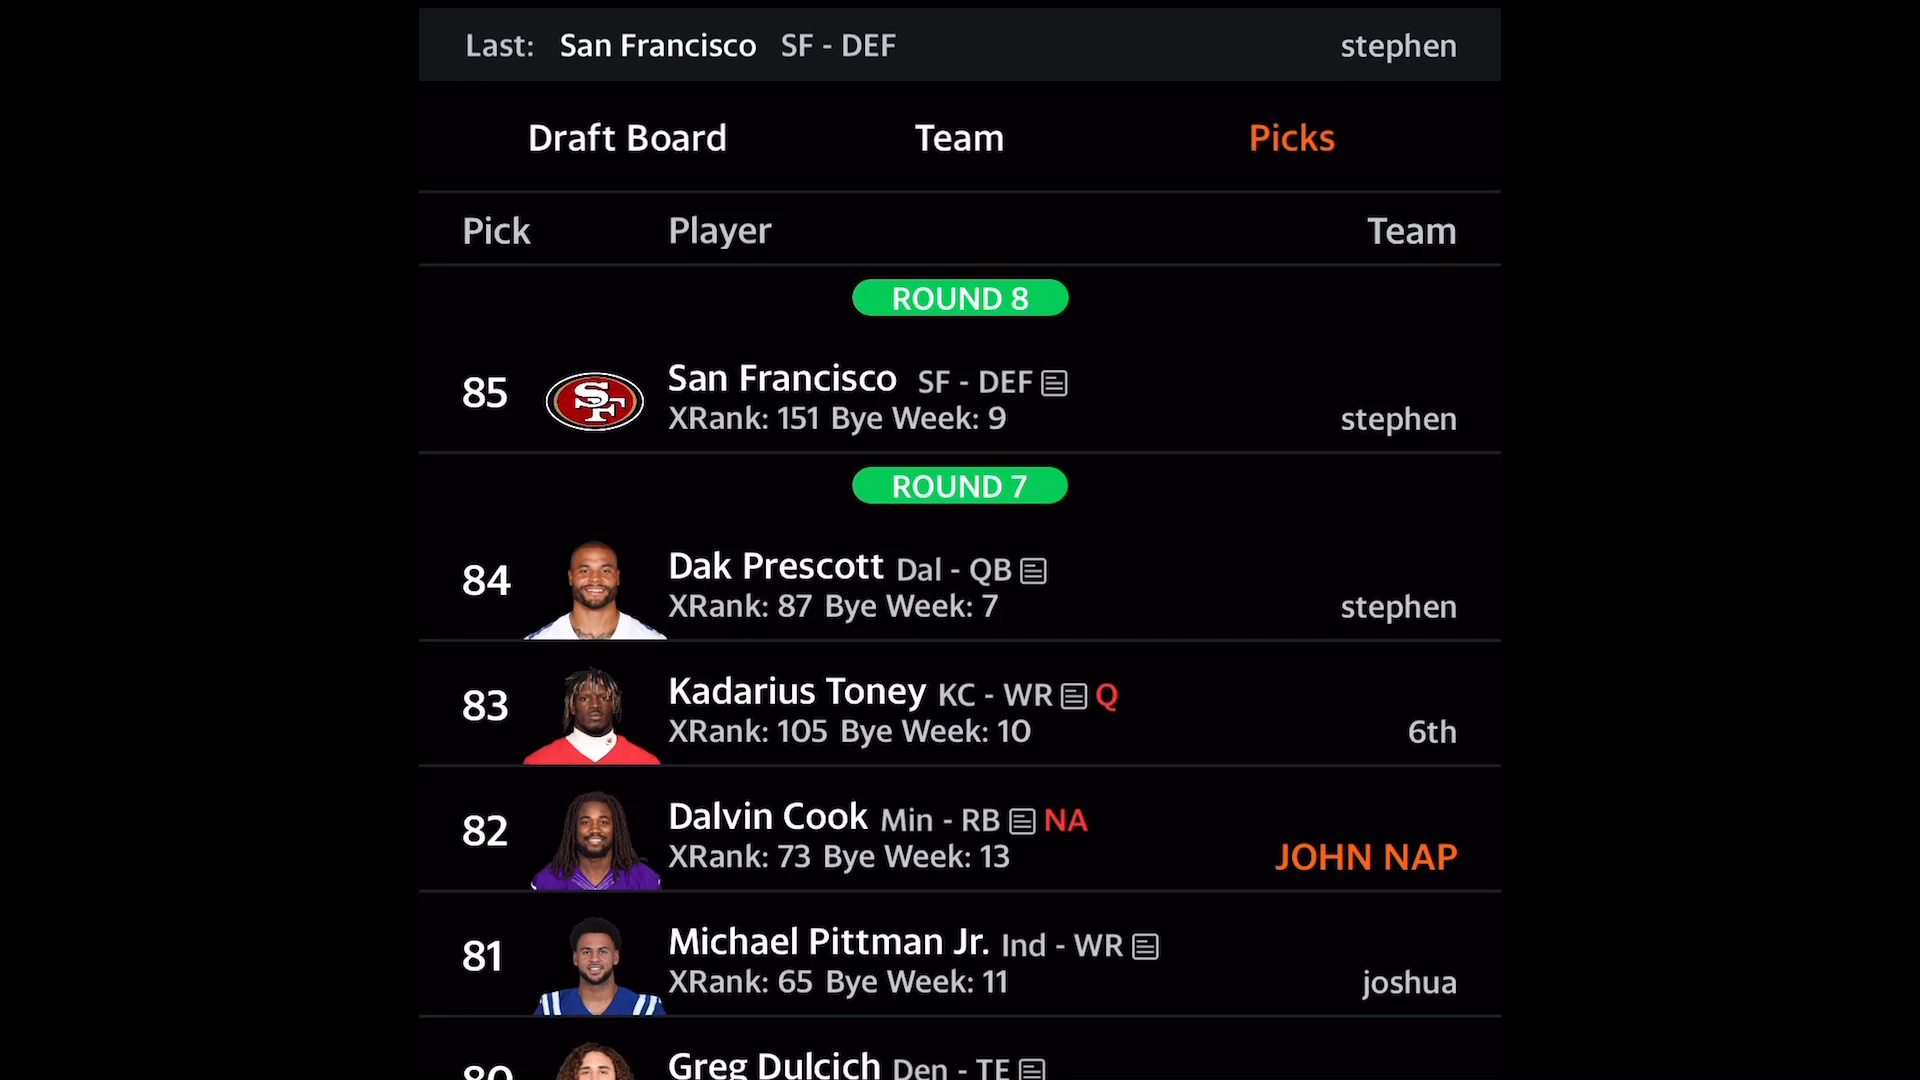 Last: San Francisco SF - DEF stephen
Draft Board Team Picks
Pick Player Team
ROUND 8
85 San Francisco SF - DEF
XRank: 151 Bye Week: 9
stephen
ROUND 7
84 Dak Prescott Dal - QB
XRank: 87 Bye Week: 7
stephen
83 Kadarius Toney KC - WR Q
XRank: 105 Bye Week: 10
6th
82 Dalvin Cook Min - RB NA
XRank: 73 Bye Week: 13
JOHN NAP
81 Michael Pittman Jr. Ind - WR
XRank: 65 Bye Week: 11
joshua
80 Greg Dulcich Den - TE